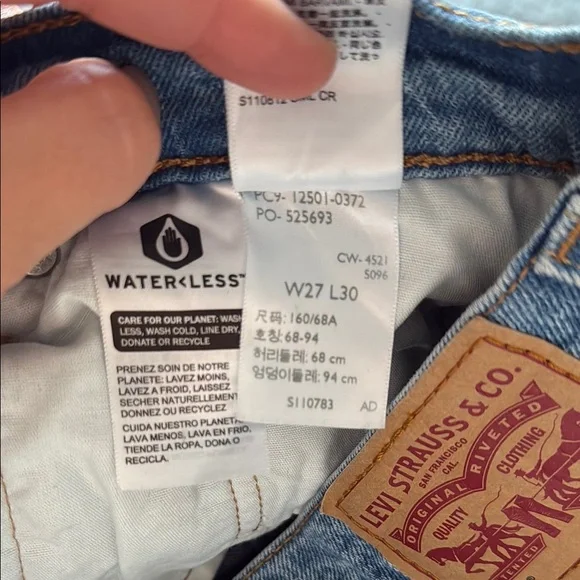 S110812 CR
PC9- 12501-0372
PO- 525693
CW- 4521
5096
W27 L30
尺码:160/68A
호칭:68-94
허리둘레: 68 cm
엉덩이둘레: 94 cm
S110783 AD
WATER<LESS™
CARE FOR OUR PLANET: WASH
LESS, WASH COLD, LINE DRY,
DONATE OR RECYCLE
PRENEZ SOIN DE NOTRE
PLANETE: LAVEZ MOINS,
LAVEZ A FROID, LAISSEZ
SECHER NATURELLEMENT
DONNEZ OU RECYCLEZ
CUIDA NUESTRO PLANETA
LAVA MENOS, LAVA EN FRIO,
TIENDE LA ROPA, DONA O
RECICLA.
LEVI STRAUSS & CO.
SAN FRANCISCO
CAL.
ORIGINAL RIVETED
QUALITY CLOTHING